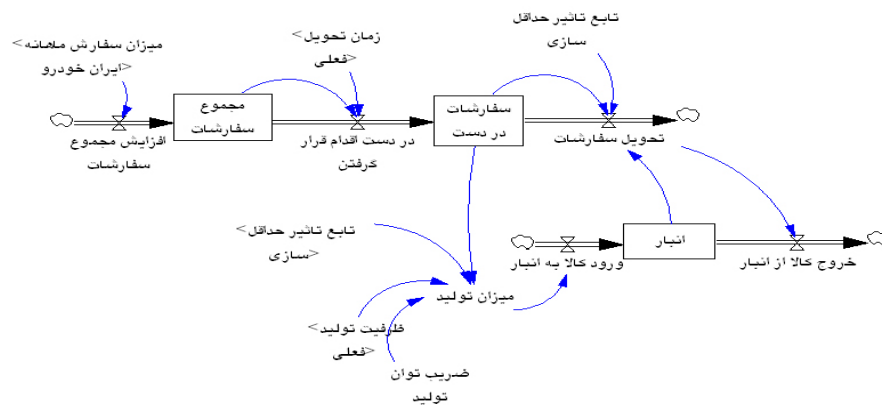 <میزان سفارش ماهانه
ایران خودرو>
<زمان تحویل
فعلی>
تابع تاثیر حداقل
سازی
مجموع
سفارشات
سفارشات
در دست
افزایش مجموع
سفارشات
در دست اقدام قرار
گرفتن
تحویل سفارشات
<تابع تاثیر حداقل
سازی>
انبار
ورود کالا به انبار
خروج کالا از انبار
میزان تولید
<ظرفیت تولید
فعلی>
ضریب توان
تولید